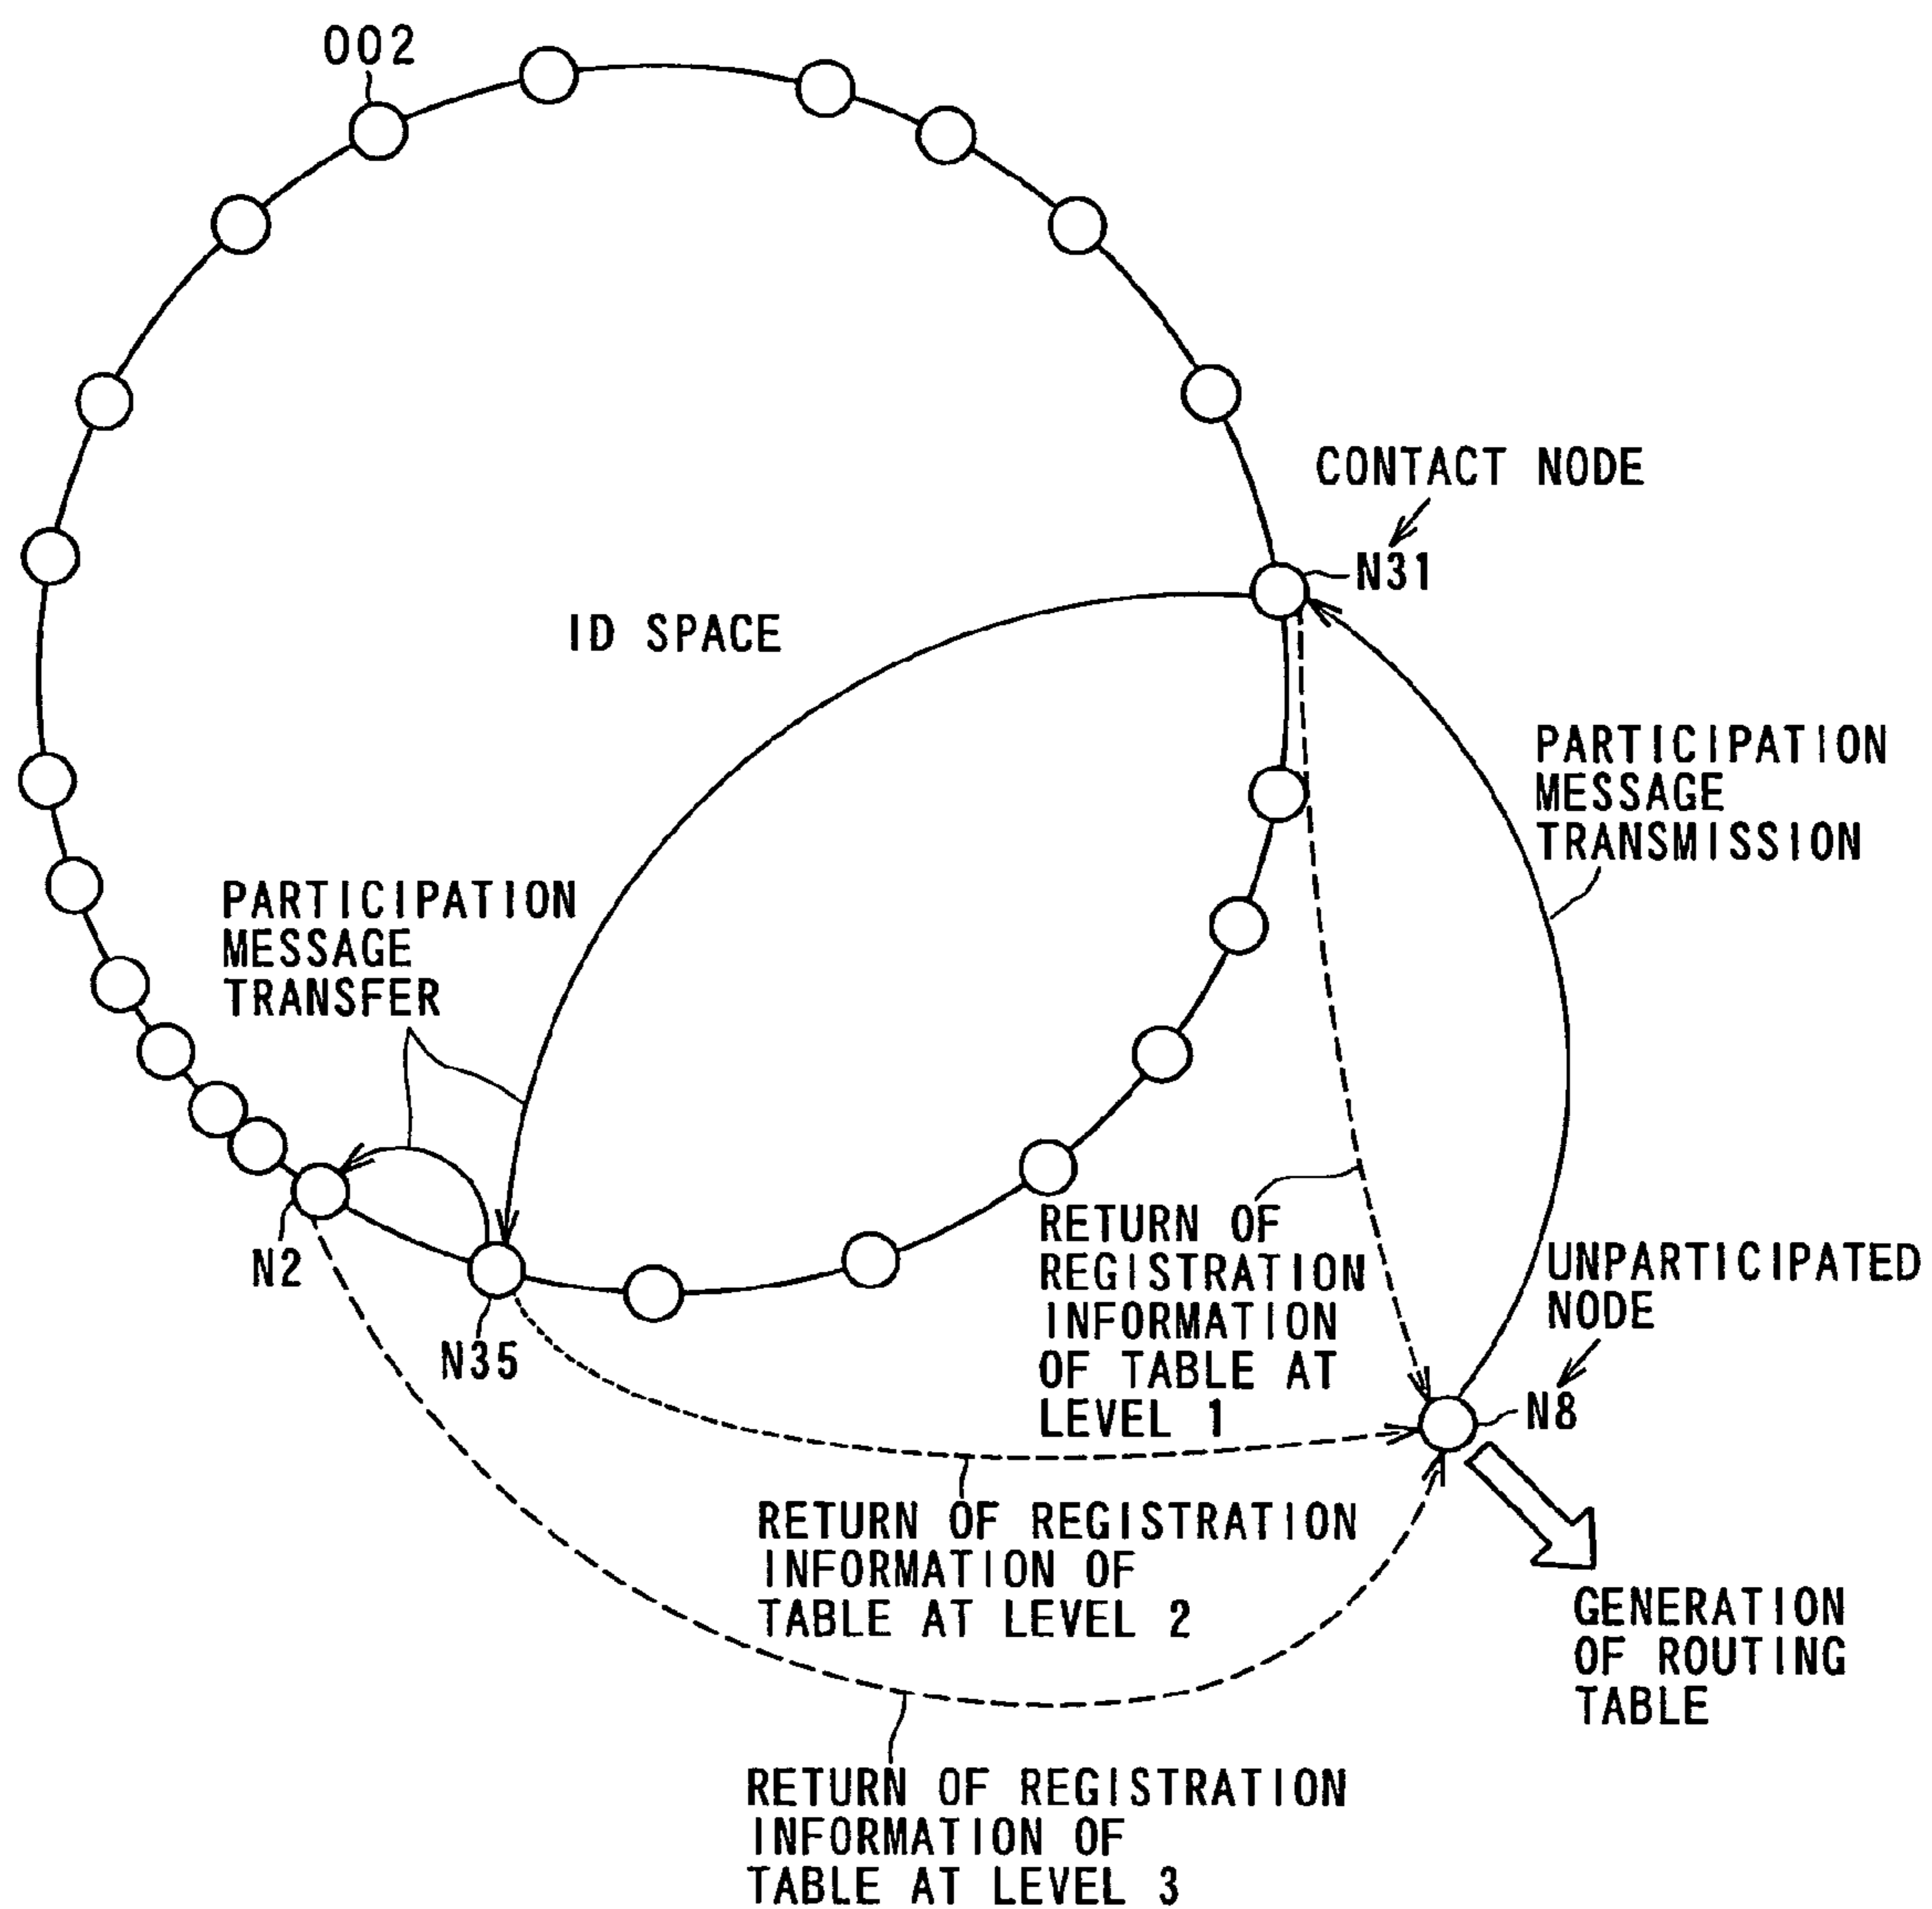 002
CONTACT NODE
N31
ID SPACE
PARTICIPATION
MESSAGE
TRANSMISSION
PARTICIPATION
MESSAGE
TRANSFER
RETURN OF
REGISTRATION
INFORMATION
OF TABLE AT
LEVEL 1
UNPARTICIPATED
NODE
N2
N35
N8
RETURN OF REGISTRATION
INFORMATION OF
TABLE AT LEVEL 2
GENERATION
OF ROUTING
TABLE
RETURN OF REGISTRATION
INFORMATION OF
TABLE AT LEVEL 3